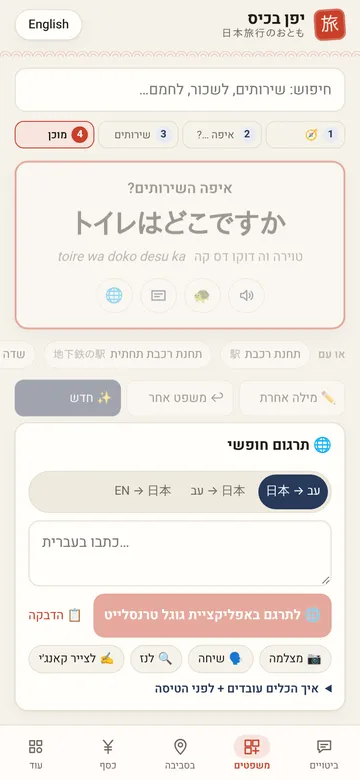 יפן בכיס
日本旅行のおとも
旅
English
חיפוש: שירותים, לשכור, לחמם...
1 🧭
2 איפה ...?
3 שירותים
4 מוכן
איפה השירותים?
トイレはどこですか
טוירה וה דוקו דס קה toire wa doko desu ka
או עם
תחנת רכבת 駅
תחנת רכבת תחתית 地下鉄の駅
שדה
✏️ מילה אחרת
↩ משפט אחר
✨ חדש
🌐 תרגום חופשי
עב → 日本
日本 → עב
日本 → EN
כתבו בעברית...
🌐 לתרגם באפליקציית גוגל טרנסלייט
📋 הדבקה
📷 מצלמה
🗣️ שיחה
🔍 לנז
✍️ לצייר קאנג'י
◀ איך הכלים עובדים + לפני הטיסה
ביטויים
משפטים
בסביבה
כסף
עוד